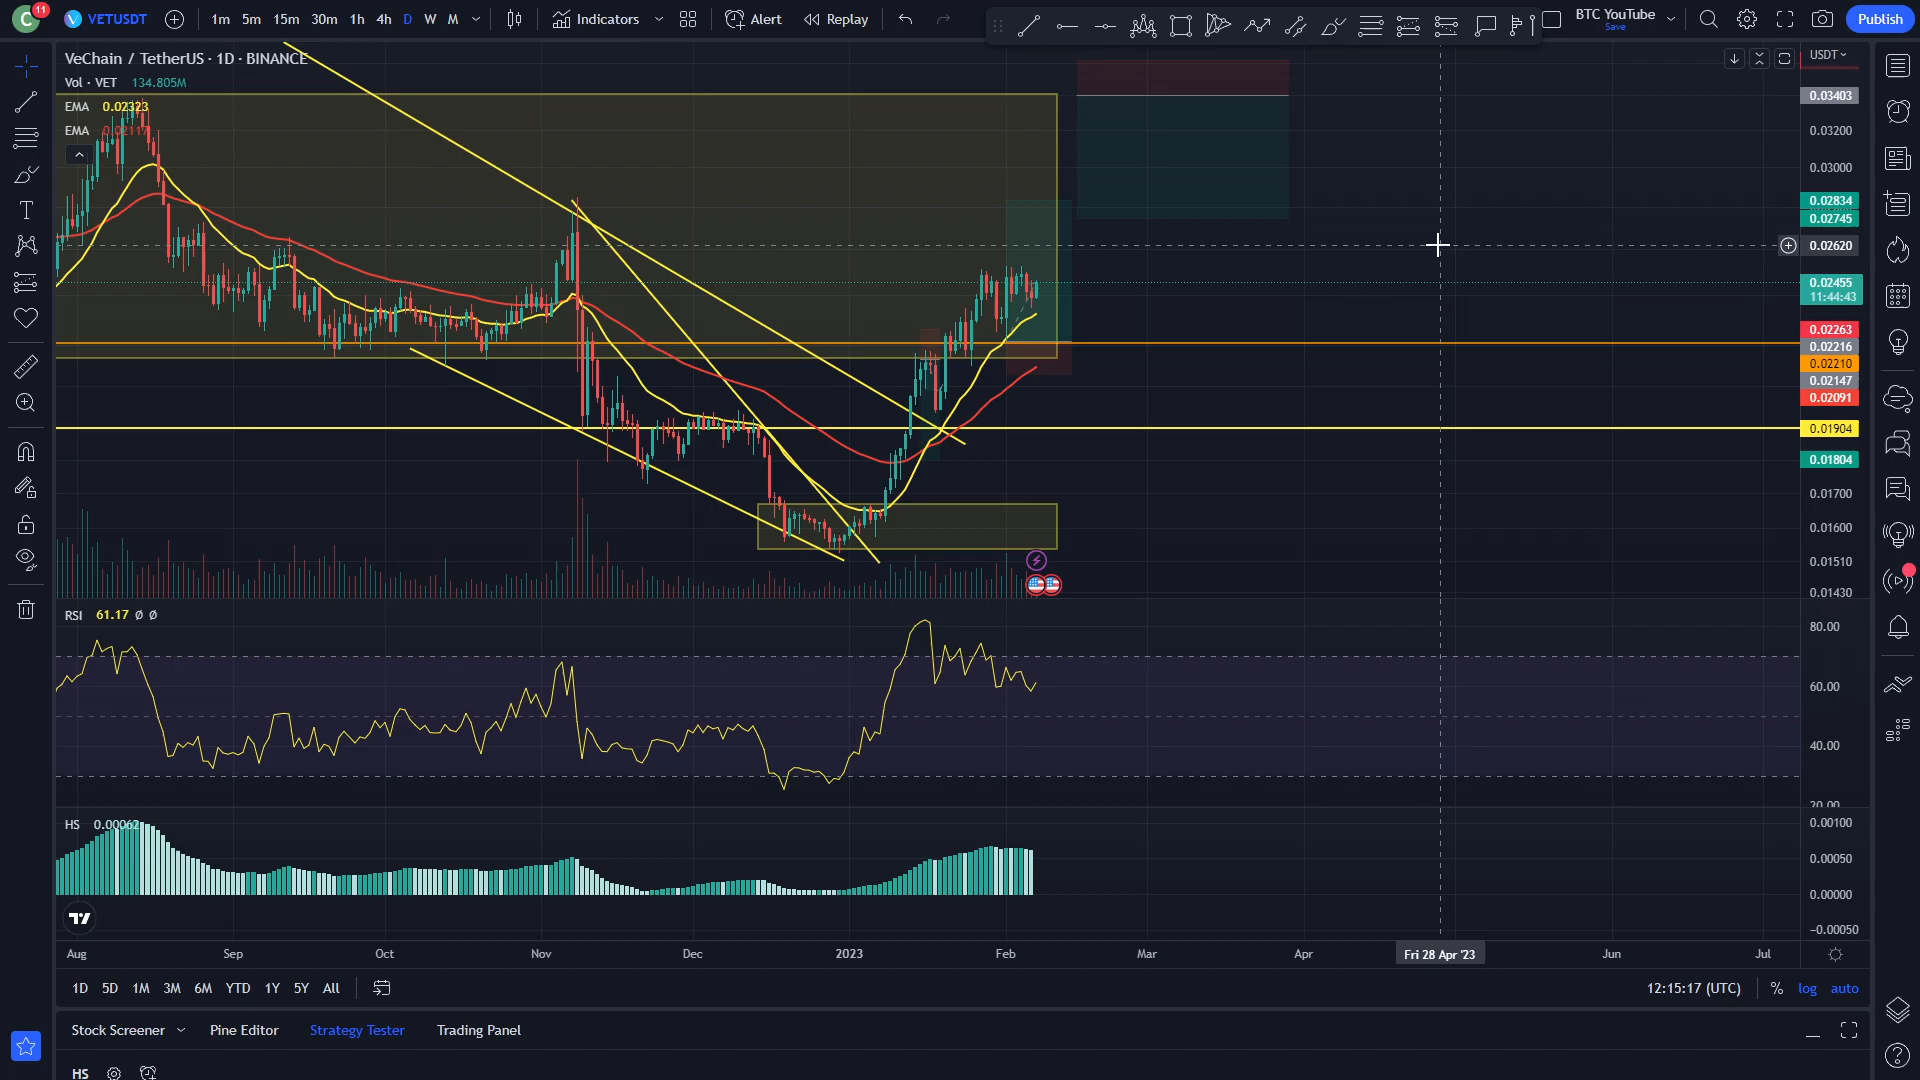 C 11 VETUSDT 1m 5m 15m 30m 1h 4h D W M Indicators Alert Replay BTC YouTube Save Publish
VeChain / TetherUS · 1D · BINANCE
USDT
Vol · VET 134.805M
EMA 0.02323
EMA 0.02117
0.03403
0.03200
0.03000
0.02834
0.02745
0.02620
0.02455
11:44:43
0.02263
0.02216
0.02210
0.02147
0.02091
0.01904
0.01804
0.01700
0.01600
0.01510
0.01430
RSI 61.17 Ø Ø
80.00
60.00
40.00
20.00
HS 0.00062
0.00100
0.00050
0.00000
−0.00050
Aug Sep Oct Nov Dec 2023 Feb Mar Apr Fri 28 Apr '23 Jun Jul
1D 5D 1M 3M 6M YTD 1Y 5Y All 12:15:17 (UTC) % log auto
Stock Screener Pine Editor Strategy Tester Trading Panel
HS